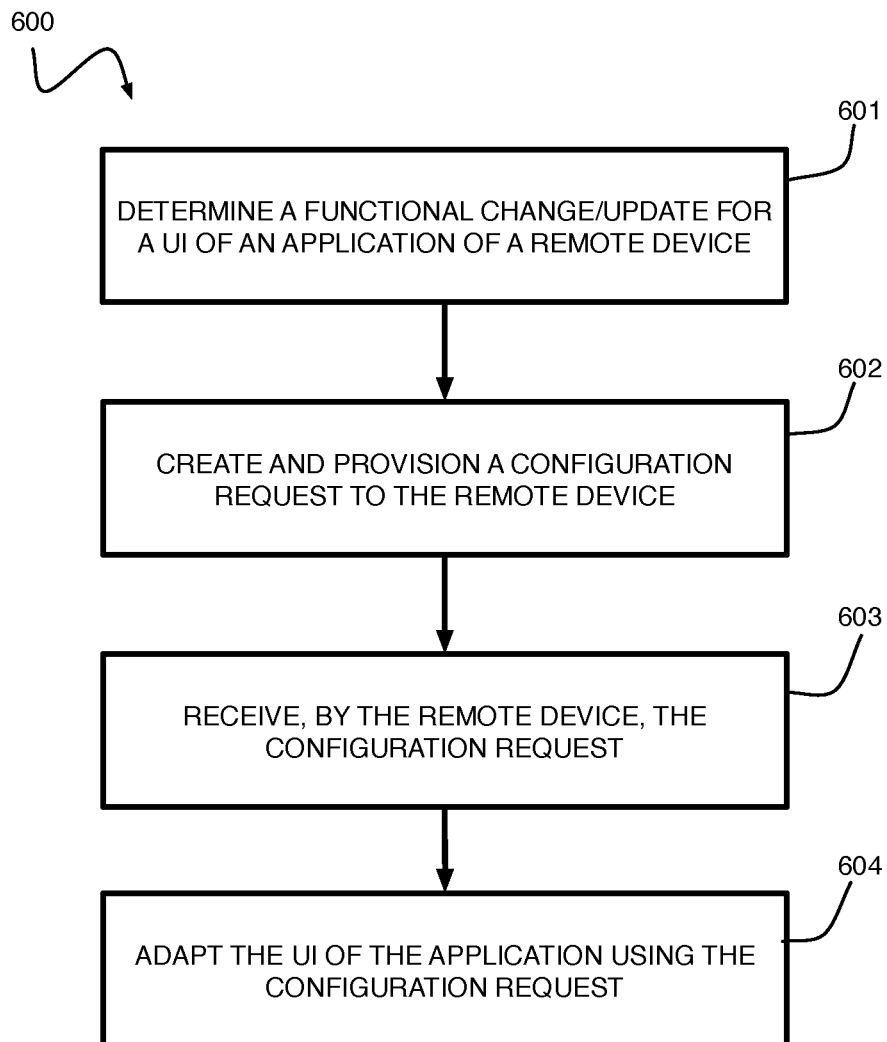 600
601
DETERMINE A FUNCTIONAL CHANGE/UPDATE FOR
A UI OF AN APPLICATION OF A REMOTE DEVICE
602
CREATE AND PROVISION A CONFIGURATION
REQUEST TO THE REMOTE DEVICE
603
RECEIVE, BY THE REMOTE DEVICE, THE
CONFIGURATION REQUEST
604
ADAPT THE UI OF THE APPLICATION USING THE
CONFIGURATION REQUEST